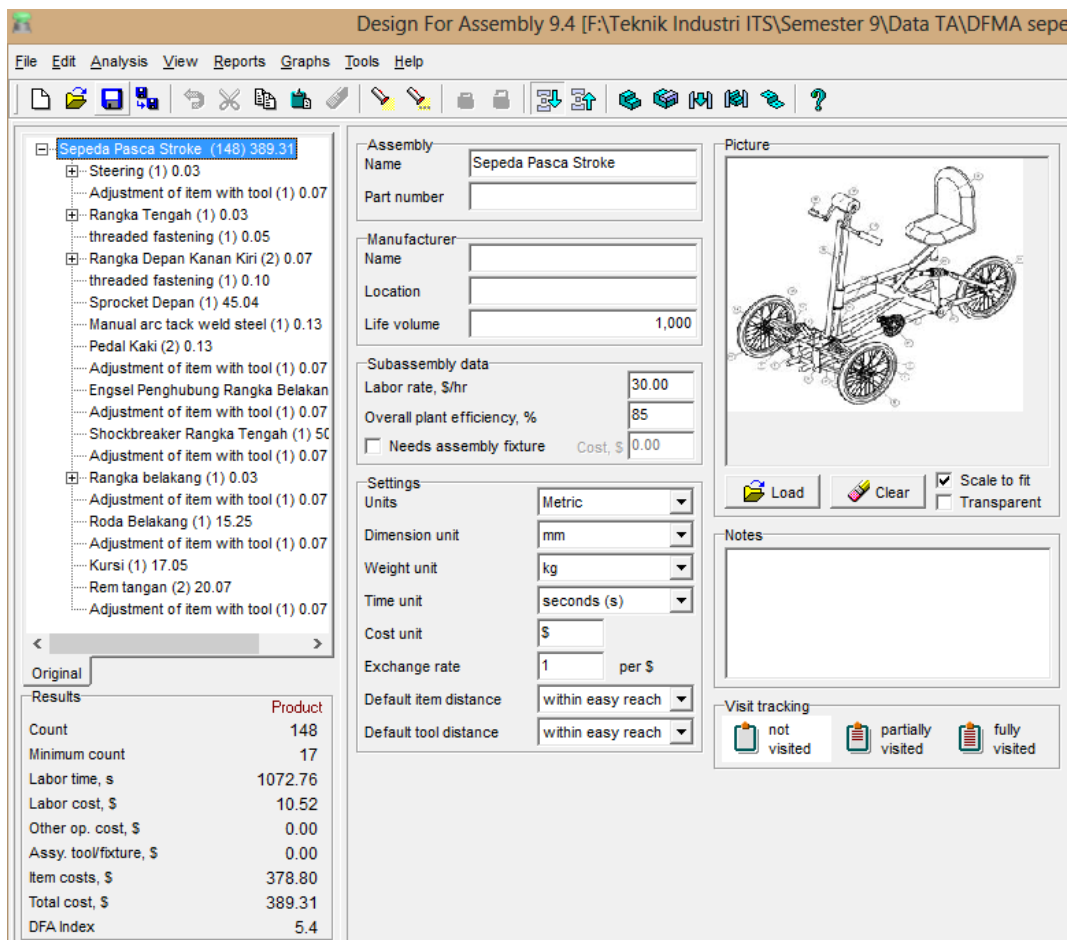 Design For Assembly 9.4 [F:\Teknik Industri ITS\Semester 9\Data TA\DFMA sepe
File Edit Analysis View Reports Graphs Tools Help
Sepeda Pasca Stroke (148) 389.31
Steering (1) 0.03
Adjustment of item with tool (1) 0.07
Rangka Tengah (1) 0.03
threaded fastening (1) 0.05
Rangka Depan Kanan Kiri (2) 0.07
threaded fastening (1) 0.10
Sprocket Depan (1) 45.04
Manual arc tack weld steel (1) 0.13
Pedal Kaki (2) 0.13
Adjustment of item with tool (1) 0.07
Engsel Penghubung Rangka Belakan
Adjustment of item with tool (1) 0.07
Shockbreaker Rangka Tengah (1) 50
Adjustment of item with tool (1) 0.07
Rangka belakang (1) 0.03
Adjustment of item with tool (1) 0.07
Roda Belakang (1) 15.25
Adjustment of item with tool (1) 0.07
Kursi (1) 17.05
Rem tangan (2) 20.07
Adjustment of item with tool (1) 0.07
Original
Results
Product
Count 148
Minimum count 17
Labor time, s 1072.76
Labor cost, $ 10.52
Other op. cost, $ 0.00
Assy. tool/fixture, $ 0.00
Item costs, $ 378.80
Total cost, $ 389.31
DFA Index 5.4
Assembly
Name Sepeda Pasca Stroke
Part number
Manufacturer
Name
Location
Life volume 1,000
Subassembly data
Labor rate, $/hr 30.00
Overall plant efficiency, % 85
Needs assembly fixture Cost, $ 0.00
Settings
Units Metric
Dimension unit mm
Weight unit kg
Time unit seconds (s)
Cost unit $
Exchange rate 1 per $
Default item distance within easy reach
Default tool distance within easy reach
Picture
Load Clear
Scale to fit
Transparent
Notes
Visit tracking
not visited
partially visited
fully visited